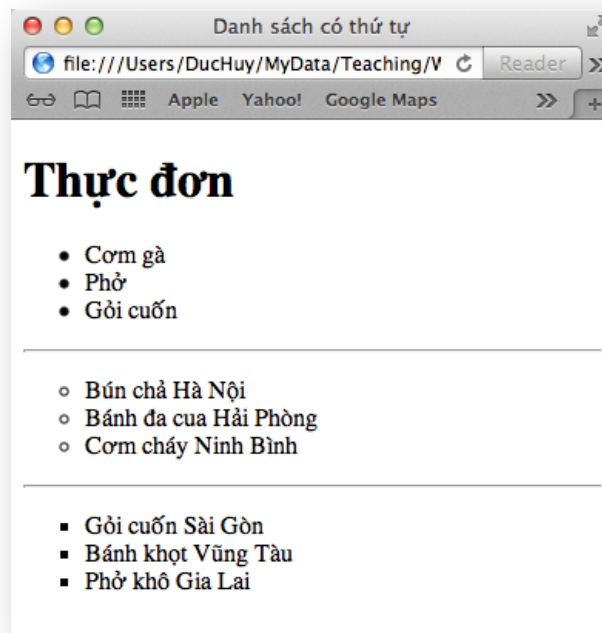 Danh sách có thứ tự
file:///Users/DucHuy/MyData/Teaching/W
Reader
Apple Yahoo! Google Maps
Thực đơn
Cơm gà
Phở
Gỏi cuốn
Bún chả Hà Nội
Bánh đa cua Hải Phòng
Cơm cháy Ninh Bình
Gỏi cuốn Sài Gòn
Bánh khọt Vũng Tàu
Phở khô Gia Lai